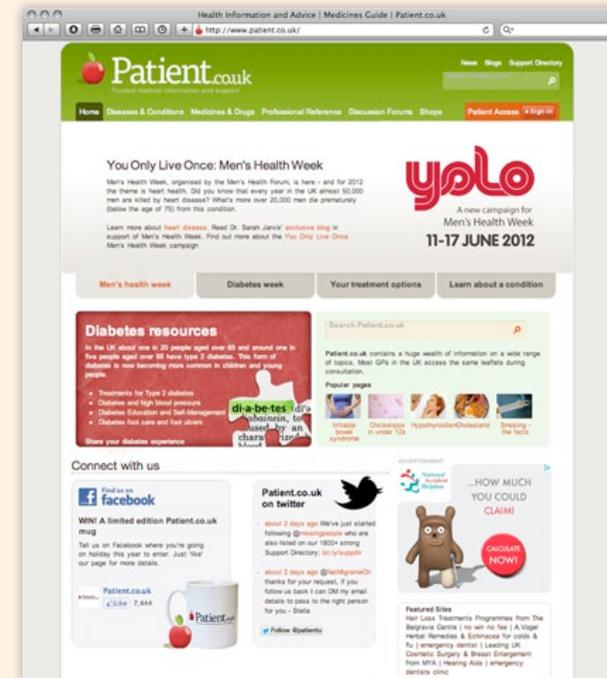 Health Information and Advice | Medicines Guide | Patient.co.uk
http://www.patient.co.uk/
Patient.co.uk
Trusted medical information and support
News Blogs Support Directory
Home Diseases & Conditions Medicines & Drugs Professional Reference Discussion Forums Shops
Patient Access Sign in
You Only Live Once: Men's Health Week
Men's Health Week, organised by the Men's Health Forum, is here - and for 2012
the theme is heart health. Did you know that every year in the UK almost 50,000
men are killed by heart disease? What's more over 20,000 men die prematurely
(below the age of 75) from this condition.
Learn more about heart disease. Read Dr. Sarah Jarvis' exclusive blog in
support of Men's Health Week. Find out more about the You Only Live Once
Men's Health Week campaign
yolo
A new campaign for
Men's Health Week
11-17 JUNE 2012
Men's health week
Diabetes week
Your treatment options
Learn about a condition
Diabetes resources
In the UK about one in 20 people aged over 65 and around one in
five people aged over 85 have type 2 diabetes. This form of
diabetes is now becoming more common in children and young
people.
• Treatments for Type 2 diabetes
• Diabetes and high blood pressure
• Diabetes Education and Self-Management
• Diabetes foot care and foot ulcers
Share your diabetes experience
di·a·be·tes
used by an
Search Patient.co.uk
Patient.co.uk contains a huge wealth of information on a wide range
of topics. Most GPs in the UK access the same leaflets during
consultation.
Popular pages
Irritable
bowel
syndrome
Chickenpox
in under 12s
Hypothyroidism
Cholesterol
Smoking -
the facts
Connect with us
Find us on
facebook
WIN! A limited edition Patient.co.uk
mug
Tell us on Facebook where you're going
on holiday this year to enter. Just 'like'
our page for more details.
Patient.co.uk
Like 7,444
Patient
Patient.co.uk
on twitter
• about 2 days ago We've just started
following @missingpeople who are
also listed on our 1800+ strong
Support Directory: bit.ly/suppdir
• about 2 days ago @NatMigraineCtr
thanks for your request, if you
follow us back I can DM my email
details to pass to the right person
for you - Stella
Follow @patientuk
ADVERTISEMENT
National
Accident
Helpline
...HOW MUCH
YOU COULD
CLAIM!
CALCULATE
NOW!
Featured Sites
Hair Loss Treatments Programmes from The
Belgravia Centre | no win no fee | A.Vogel
Herbal Remedies & Echinacea for colds &
flu | emergency dentist | Leading UK
Cosmetic Surgery & Breast Enlargement
from MYA | Hearing Aids | emergency
dentists clinic